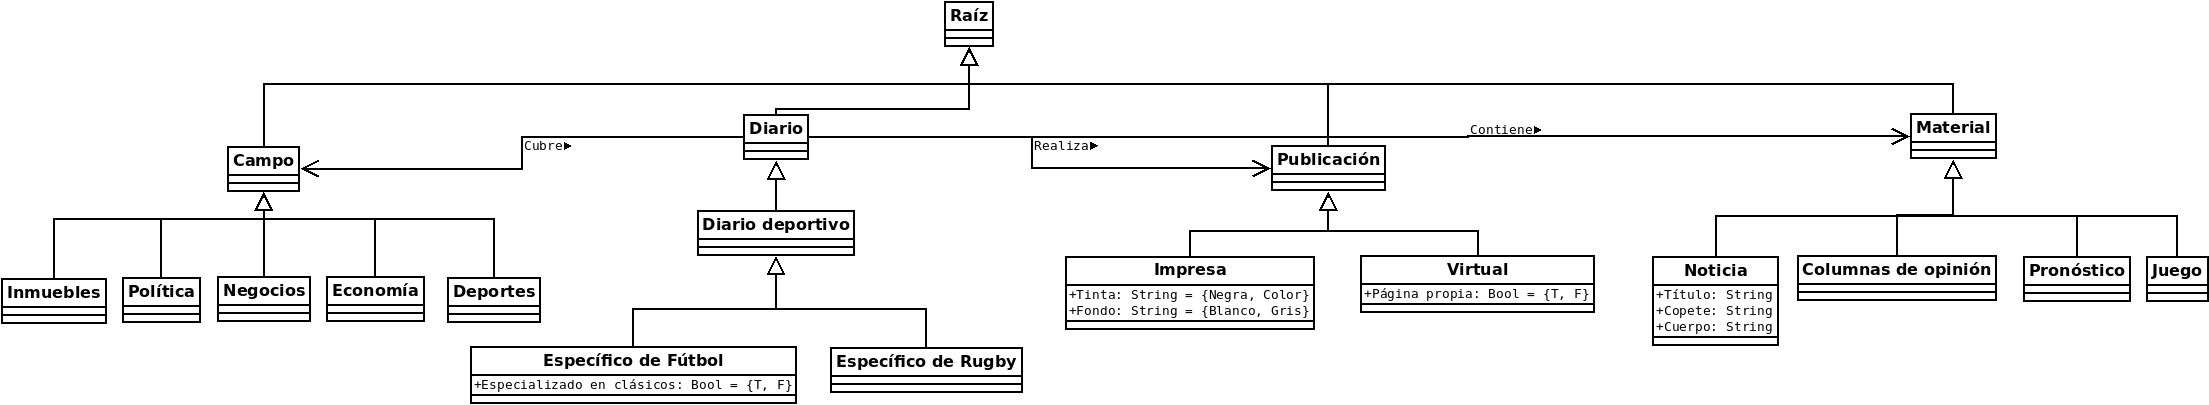 Raíz
Diario
Material
Contiene▶
Cubre▶
Realiza▶
Campo
Publicación
Diario deportivo
Inmuebles
Política
Negocios
Economía
Deportes
Impresa
+Tinta: String = {Negra, Color}
+Fondo: String = {Blanco, Gris}
Virtual
+Página propia: Bool = {T, F}
Noticia
+Título: String
+Copete: String
+Cuerpo: String
Columnas de opinión
Pronóstico
Juego
Específico de Fútbol
+Especializado en clásicos: Bool = {T, F}
Específico de Rugby